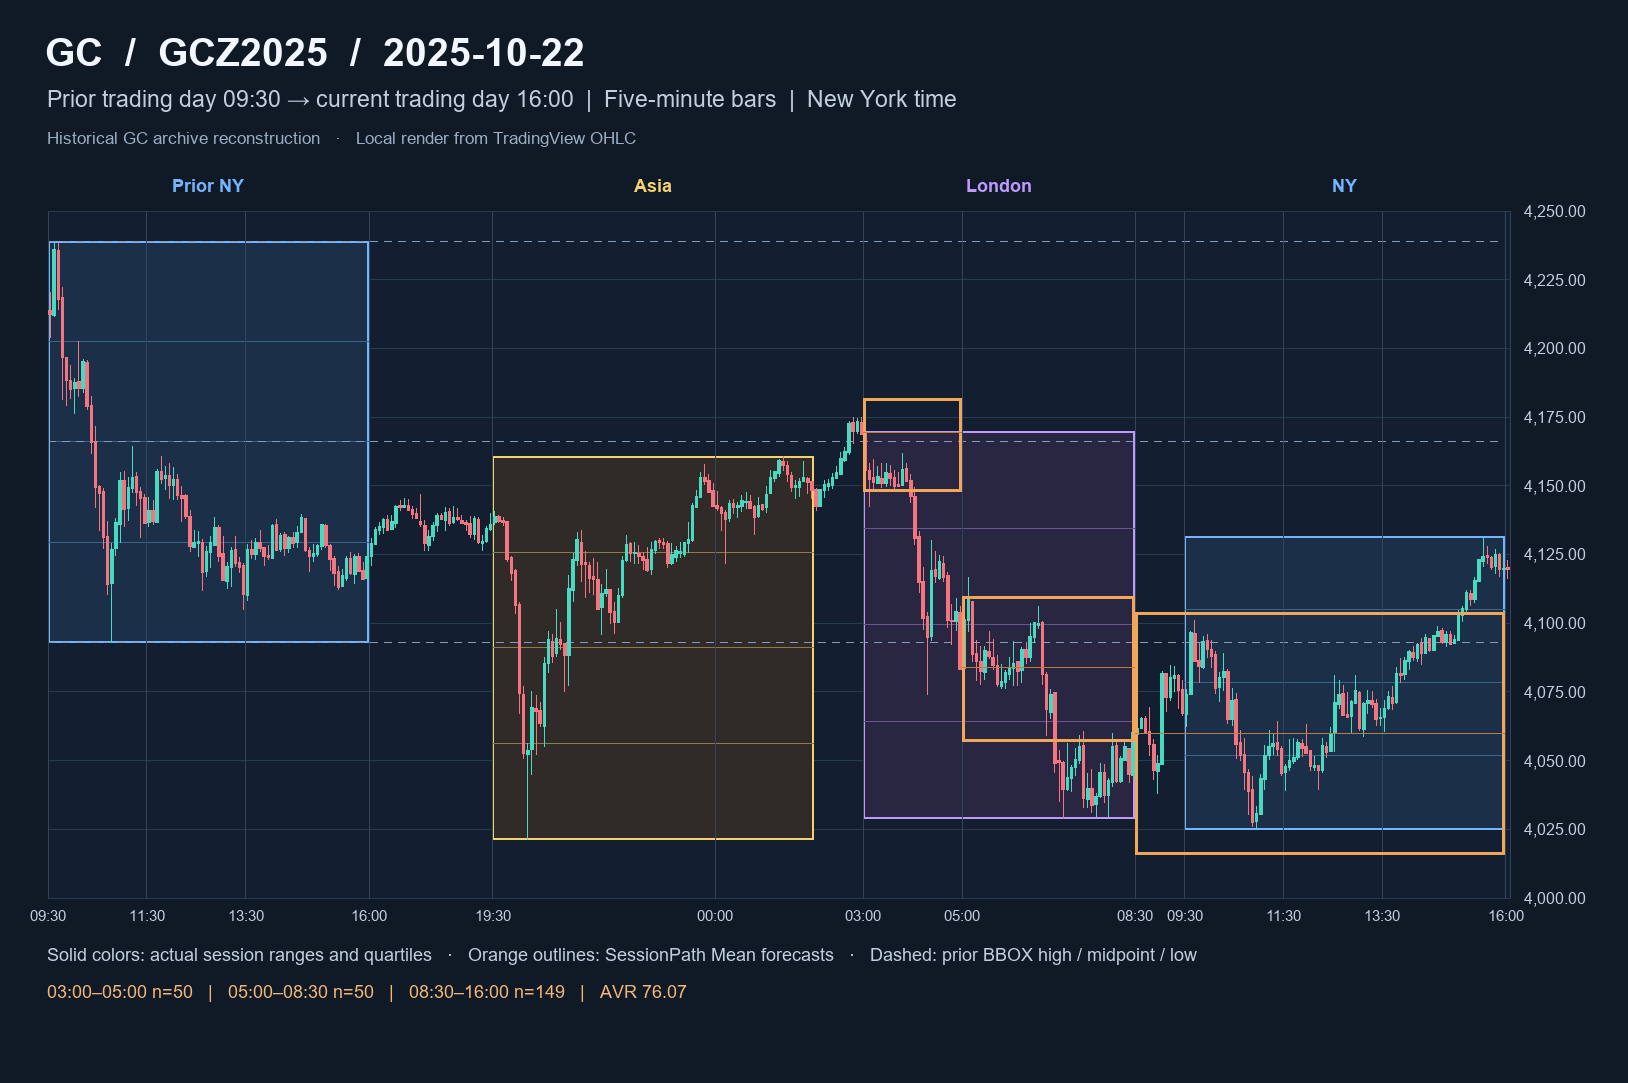 GC / GCZ2025 / 2025-10-22
Prior trading day 09:30 → current trading day 16:00 | Five-minute bars | New York time
Historical GC archive reconstruction · Local render from TradingView OHLC
Prior NY Asia London NY
4,250.00
4,225.00
4,200.00
4,175.00
4,150.00
4,125.00
4,100.00
4,075.00
4,050.00
4,025.00
4,000.00
09:30 11:30 13:30 16:00 19:30 00:00 03:00 05:00 08:30 09:30 11:30 13:30 16:00
Solid colors: actual session ranges and quartiles · Orange outlines: SessionPath Mean forecasts · Dashed: prior BBOX high / midpoint / low
03:00–05:00 n=50 | 05:00–08:30 n=50 | 08:30–16:00 n=149 | AVR 76.07